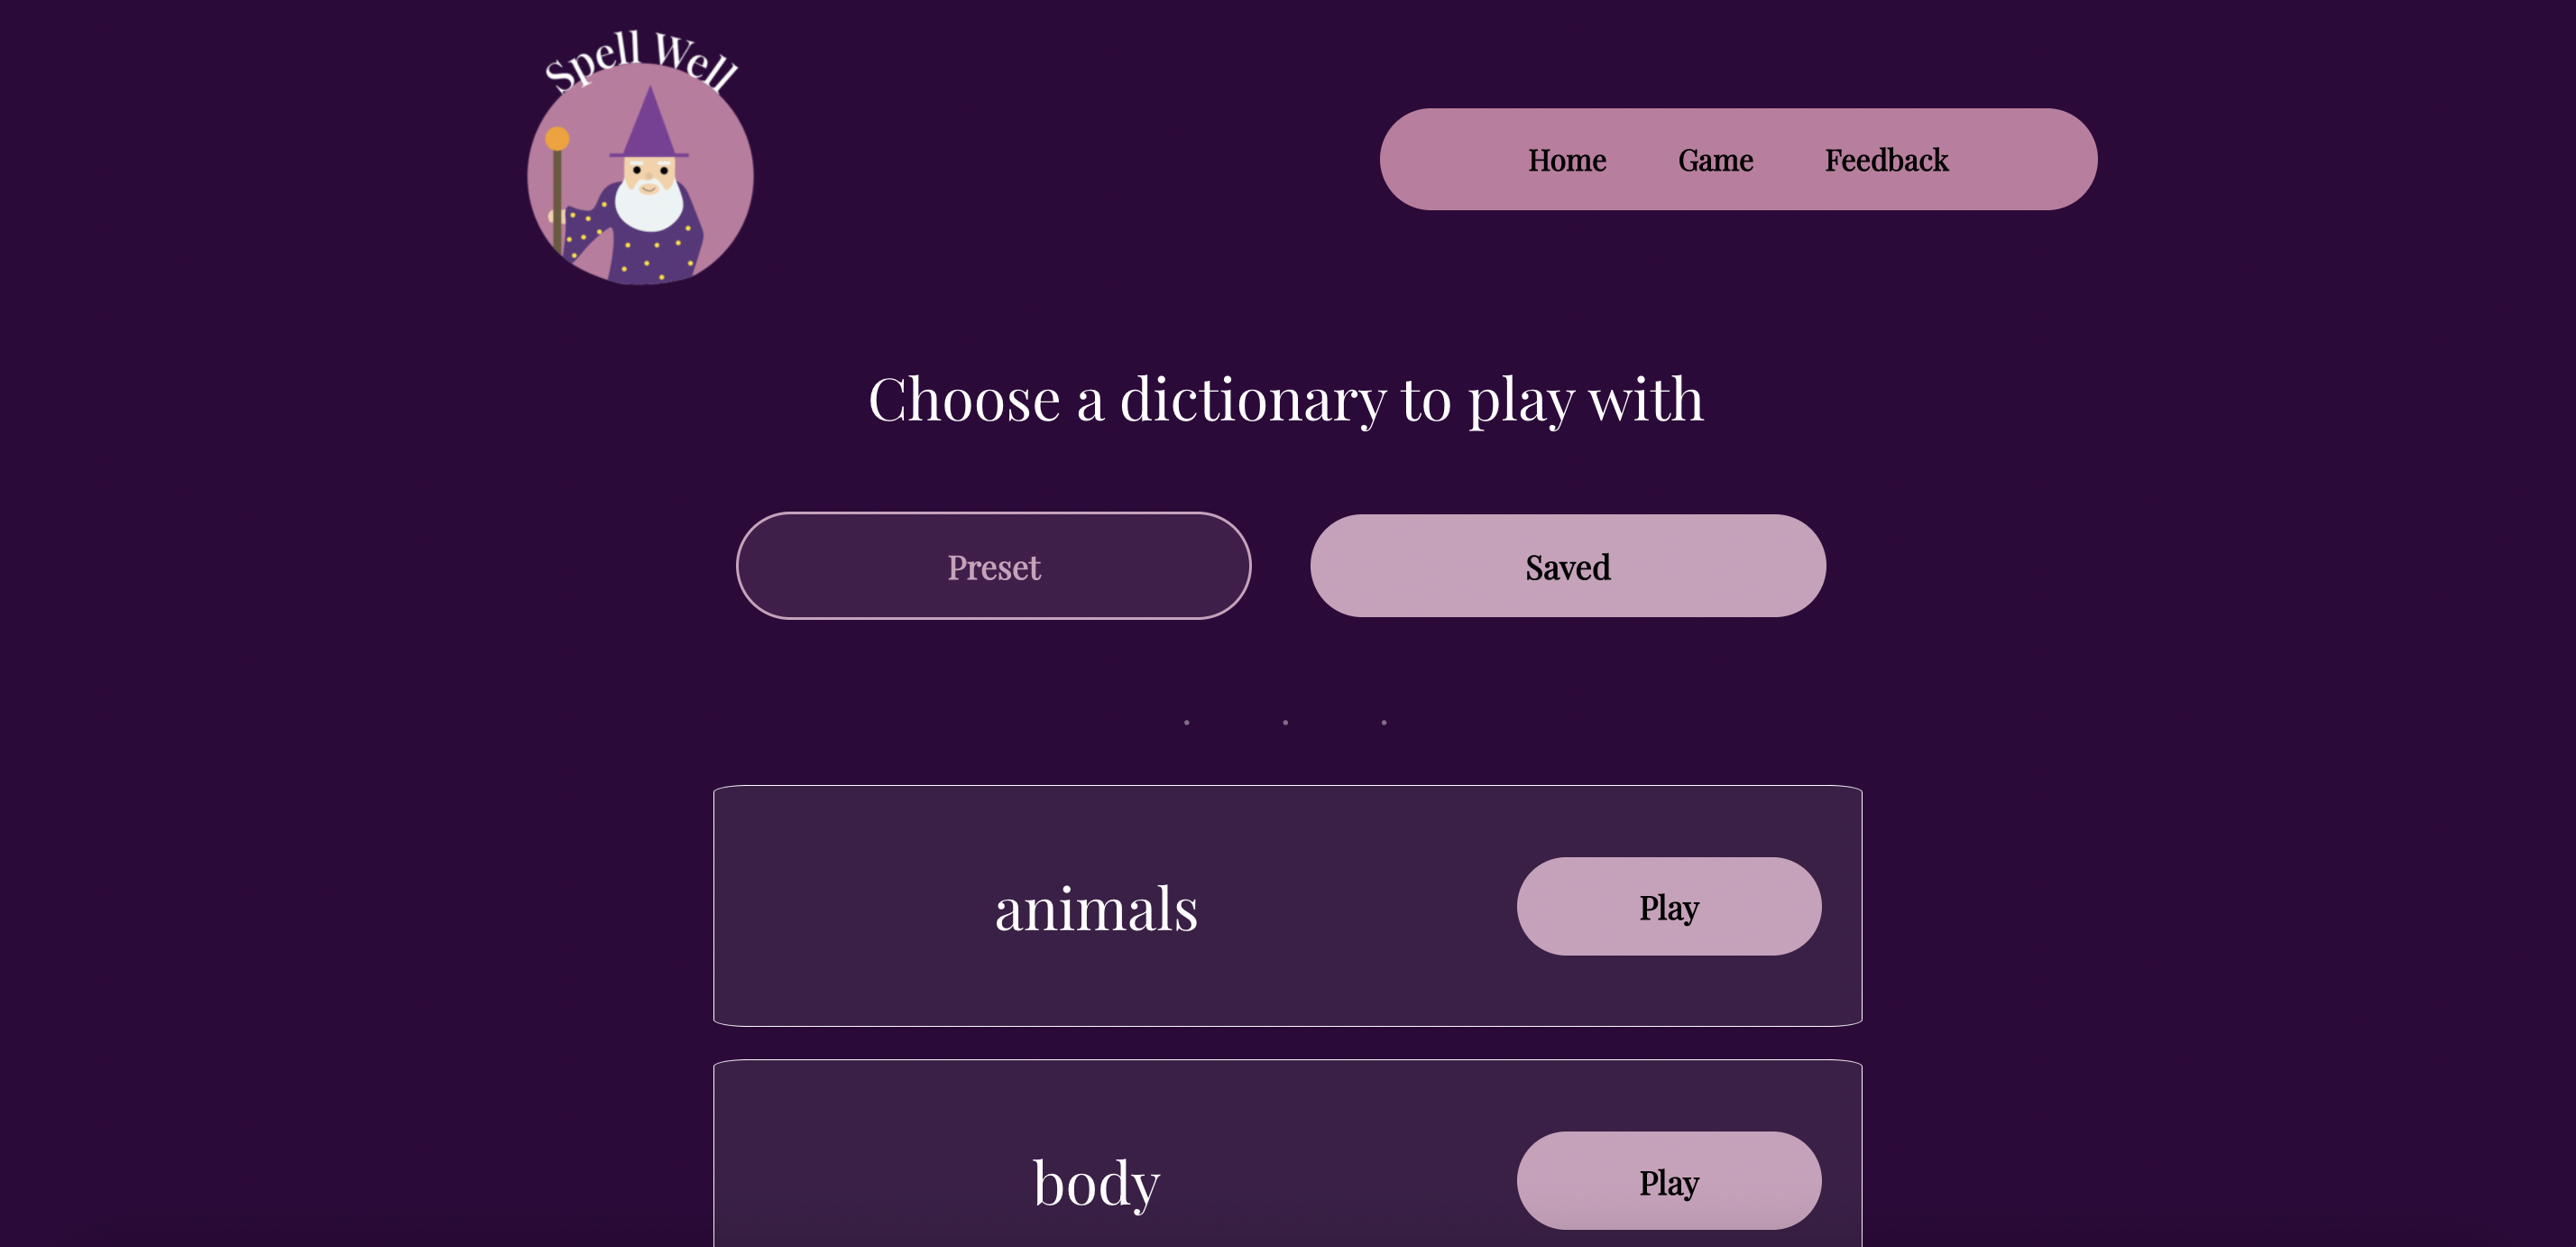 Spell Well
Home Game Feedback
Choose a dictionary to play with
Preset Saved
animals Play
body Play